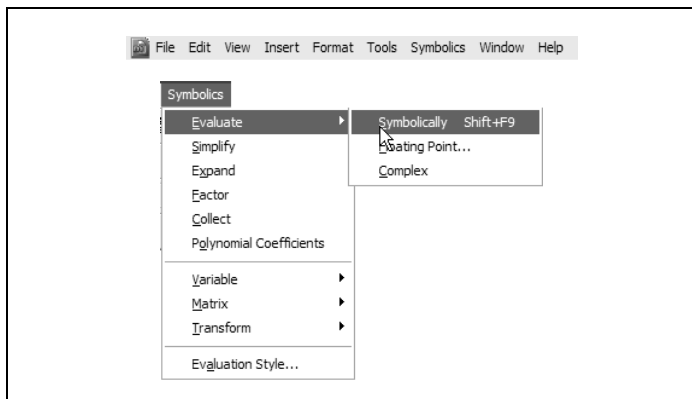 File Edit View Insert Format Tools Symbolics Window Help
Symbolics
Evaluate
Symbolically Shift+F9
Simplify
Floating Point...
Expand
Complex
Factor
Collect
Polynomial Coefficients
Variable
Matrix
Transform
Evaluation Style...